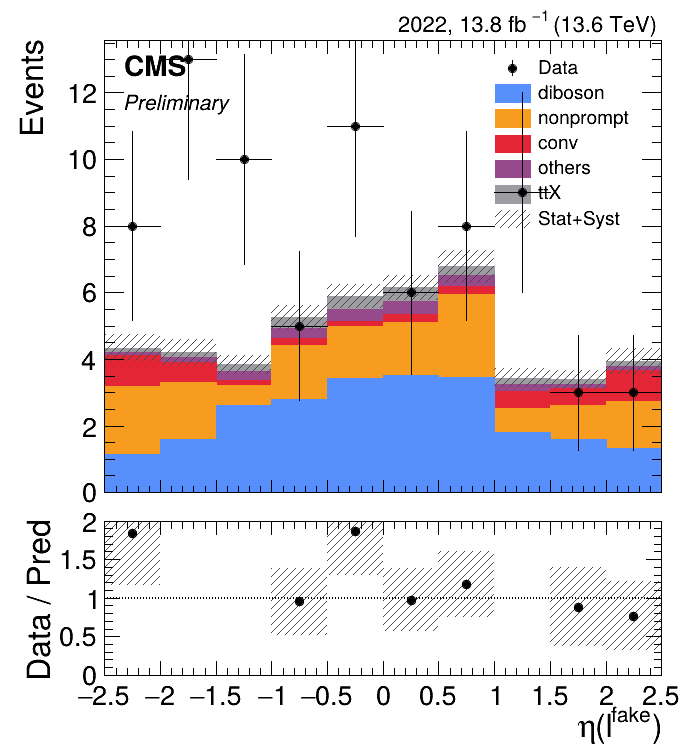 2022, 13.8 fb⁻¹ (13.6 TeV)
CMS
Preliminary
Events
12
10
8
6
4
2
0
Data
diboson
nonprompt
conv
others
ttX
Stat+Syst
Data / Pred
2
1.5
1
0.5
0
−2.5 −2 −1.5 −1 −0.5 0 0.5 1 1.5 2 2.5
η(l^fake)